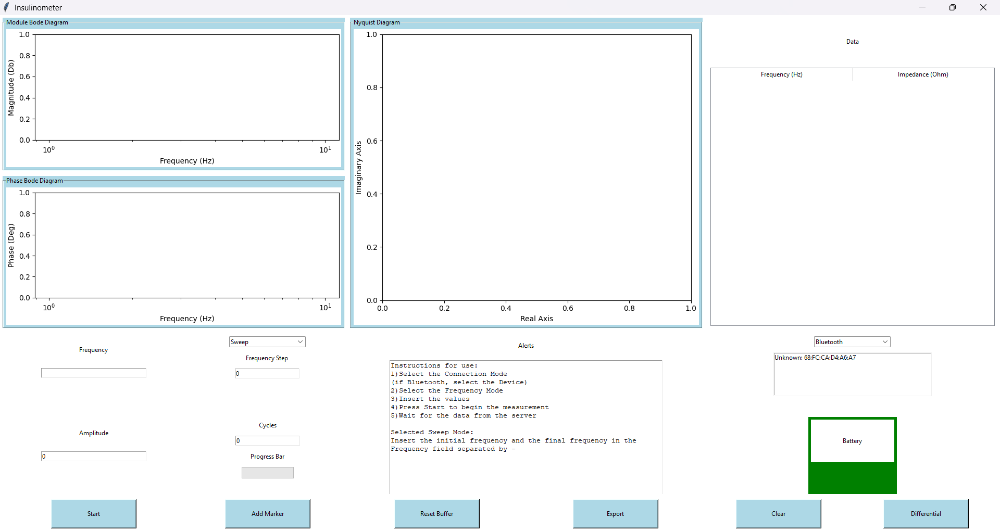 Insulinometer
Module Bode Diagram
1.0
0.8
0.6
0.4
0.2
0.0
Magnitude (Db)
10⁰ 10¹
Frequency (Hz)
Phase Bode Diagram
1.0
0.8
0.6
0.4
0.2
0.0
Phase (Deg)
10⁰ 10¹
Frequency (Hz)
Nyquist Diagram
1.0
0.8
0.6
0.4
0.2
0.0
Imaginary Axis
0.0 0.2 0.4 0.6 0.8 1.0
Real Axis
Data
Frequency (Hz) Impedance (Ohm)
Frequency
Amplitude
0
Sweep
Frequency Step
0
Cycles
0
Progress Bar
Alerts
Instructions for use:
1)Select the Connection Mode
(if Bluetooth, select the Device)
2)Select the Frequency Mode
3)Insert the values
4)Press Start to begin the measurement
5)Wait for the data from the server
Selected Sweep Mode:
Insert the initial frequency and the final frequency in the
Frequency field separated by -
Bluetooth
Unknown: 68:FC:CA:D4:A6:A7
Battery
Start
Add Marker
Reset Buffer
Export
Clear
Differential